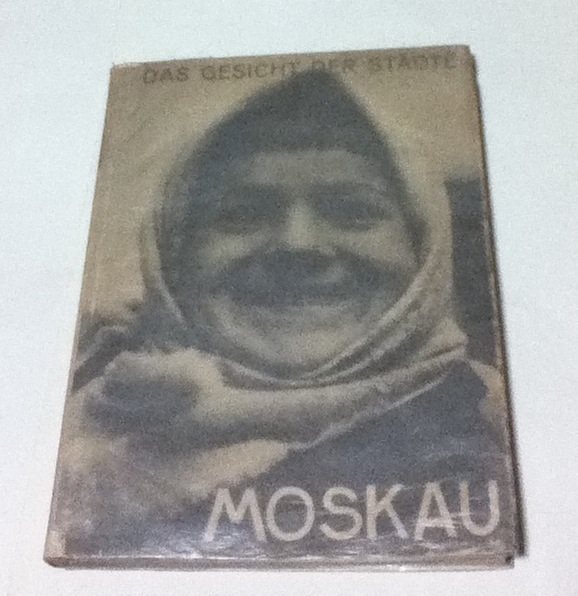 DAS GESICHT DER STÄDTE
MOSKAU